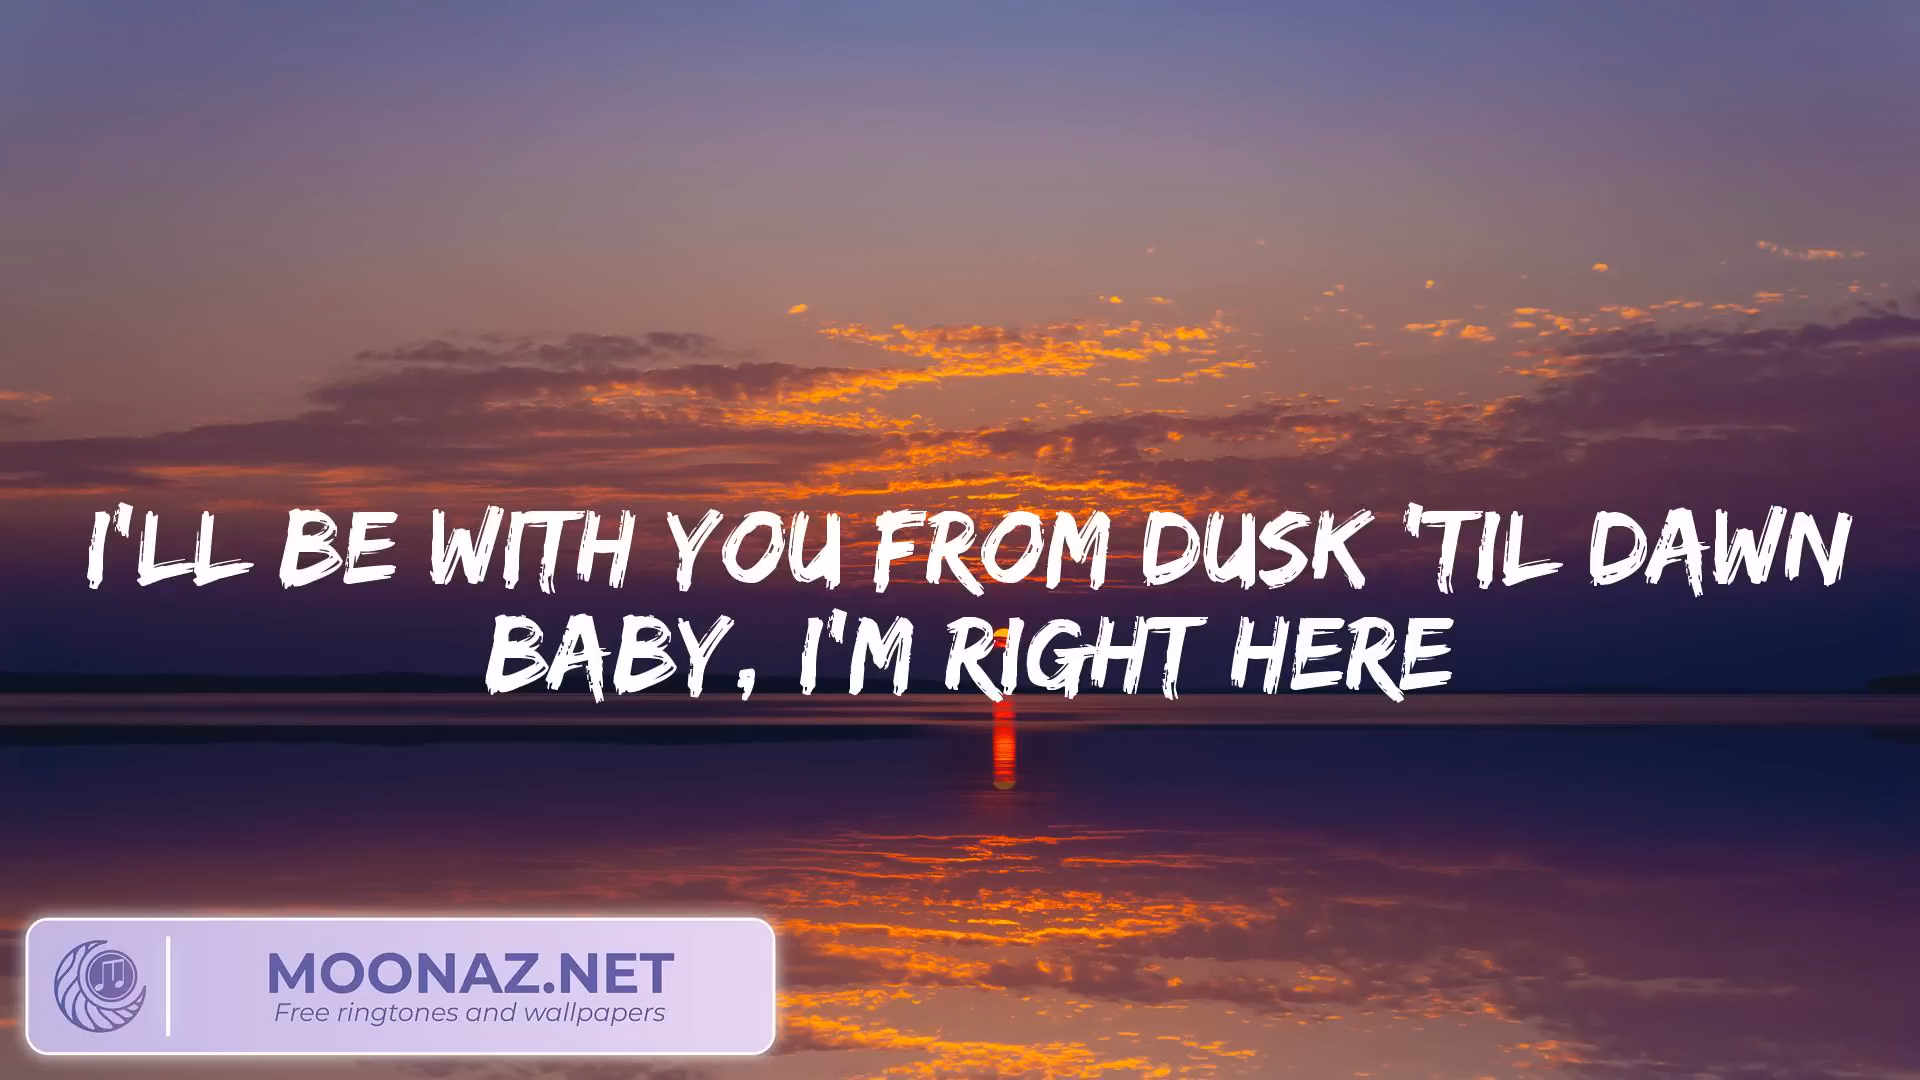 I'LL BE WITH YOU FROM DUSK 'TIL DAWN
BABY, I'M RIGHT HERE
MOONAZ.NET
Free ringtones and wallpapers